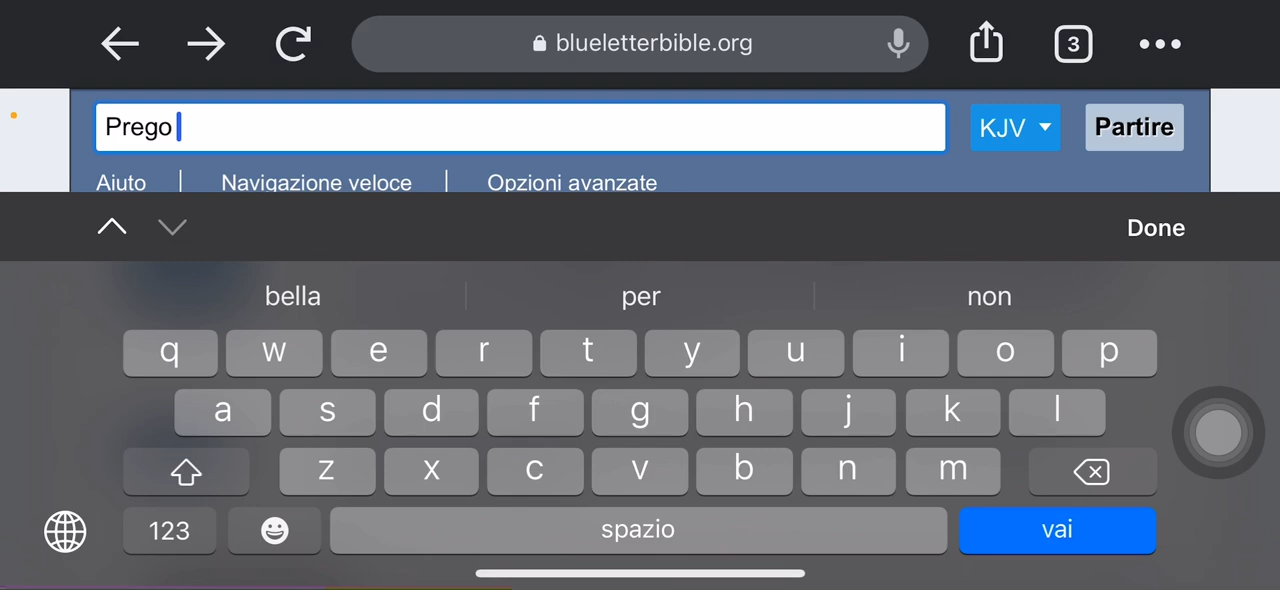 blueletterbible.org
3
Prego
KJV
Partire
Aiuto | Navigazione veloce | Opzioni avanzate
Done
bella per non
q w e r t y u i o p
a s d f g h j k l
z x c v b n m
123 spazio vai